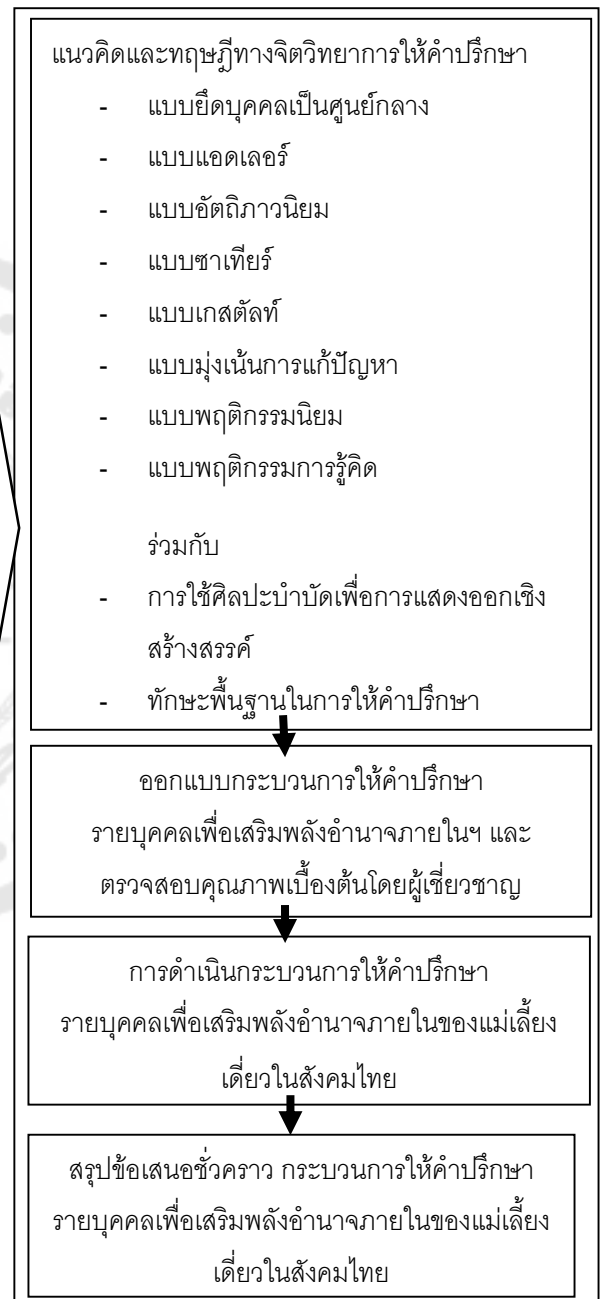 แนวคิดและทฤษฎีทางจิตวิทยาการให้คำปรึกษา
- แบบยึดบุคคลเป็นศูนย์กลาง
- แบบแอดเลอร์
- แบบอัตถิภาวนิยม
- แบบซาเทียร์
- แบบเกสตัลท์
- แบบมุ่งเน้นการแก้ปัญหา
- แบบพฤติกรรมนิยม
- แบบพฤติกรรมการรู้คิด
ร่วมกับ
- การใช้ศิลปะบำบัดเพื่อการแสดงออกเชิง
สร้างสรรค์
- ทักษะพื้นฐานในการให้คำปรึกษา
ออกแบบกระบวนการให้คำปรึกษา
รายบุคคลเพื่อเสริมพลังอำนาจภายในฯ และ
ตรวจสอบคุณภาพเบื้องต้นโดยผู้เชี่ยวชาญ
การดำเนินกระบวนการให้คำปรึกษา
รายบุคคลเพื่อเสริมพลังอำนาจภายในของแม่เลี้ยง
เดี่ยวในสังคมไทย
สรุปข้อเสนอชั่วคราว กระบวนการให้คำปรึกษา
รายบุคคลเพื่อเสริมพลังอำนาจภายในของแม่เลี้ยง
เดี่ยวในสังคมไทย